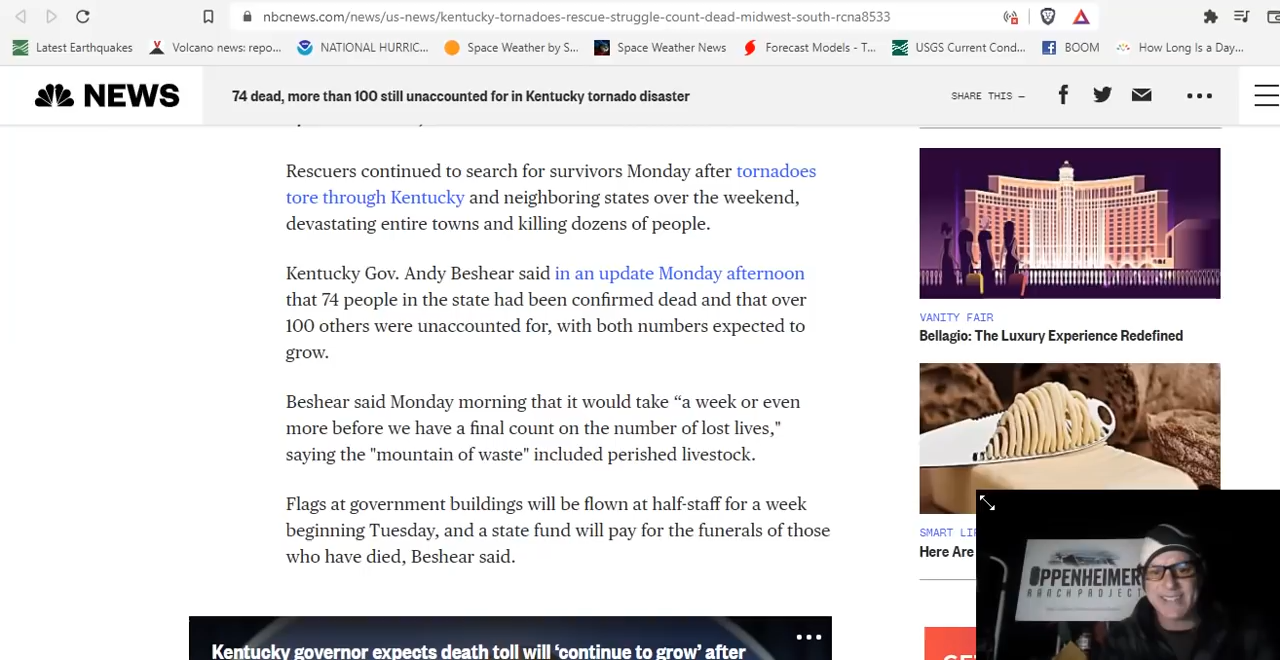 nbcnews.com/news/us-news/kentucky-tornadoes-rescue-struggle-count-dead-midwest-south-rcna8533
Latest Earthquakes
Volcano news: repo...
NATIONAL HURRIC...
Space Weather by S...
Space Weather News
Forecast Models - T...
USGS Current Cond...
BOOM
How Long Is a Day...
NEWS
74 dead, more than 100 still unaccounted for in Kentucky tornado disaster
SHARE THIS —
Rescuers continued to search for survivors Monday after tornadoes
tore through Kentucky and neighboring states over the weekend,
devastating entire towns and killing dozens of people.
Kentucky Gov. Andy Beshear said in an update Monday afternoon
that 74 people in the state had been confirmed dead and that over
100 others were unaccounted for, with both numbers expected to
grow.
Beshear said Monday morning that it would take “a week or even
more before we have a final count on the number of lost lives,"
saying the "mountain of waste" included perished livestock.
Flags at government buildings will be flown at half-staff for a week
beginning Tuesday, and a state fund will pay for the funerals of those
who have died, Beshear said.
Kentucky governor expects death toll will ‘continue to grow’ after
VANITY FAIR
Bellagio: The Luxury Experience Redefined
SMART LI
Here Are
OPPENHEIMER
RANCH PROJECT